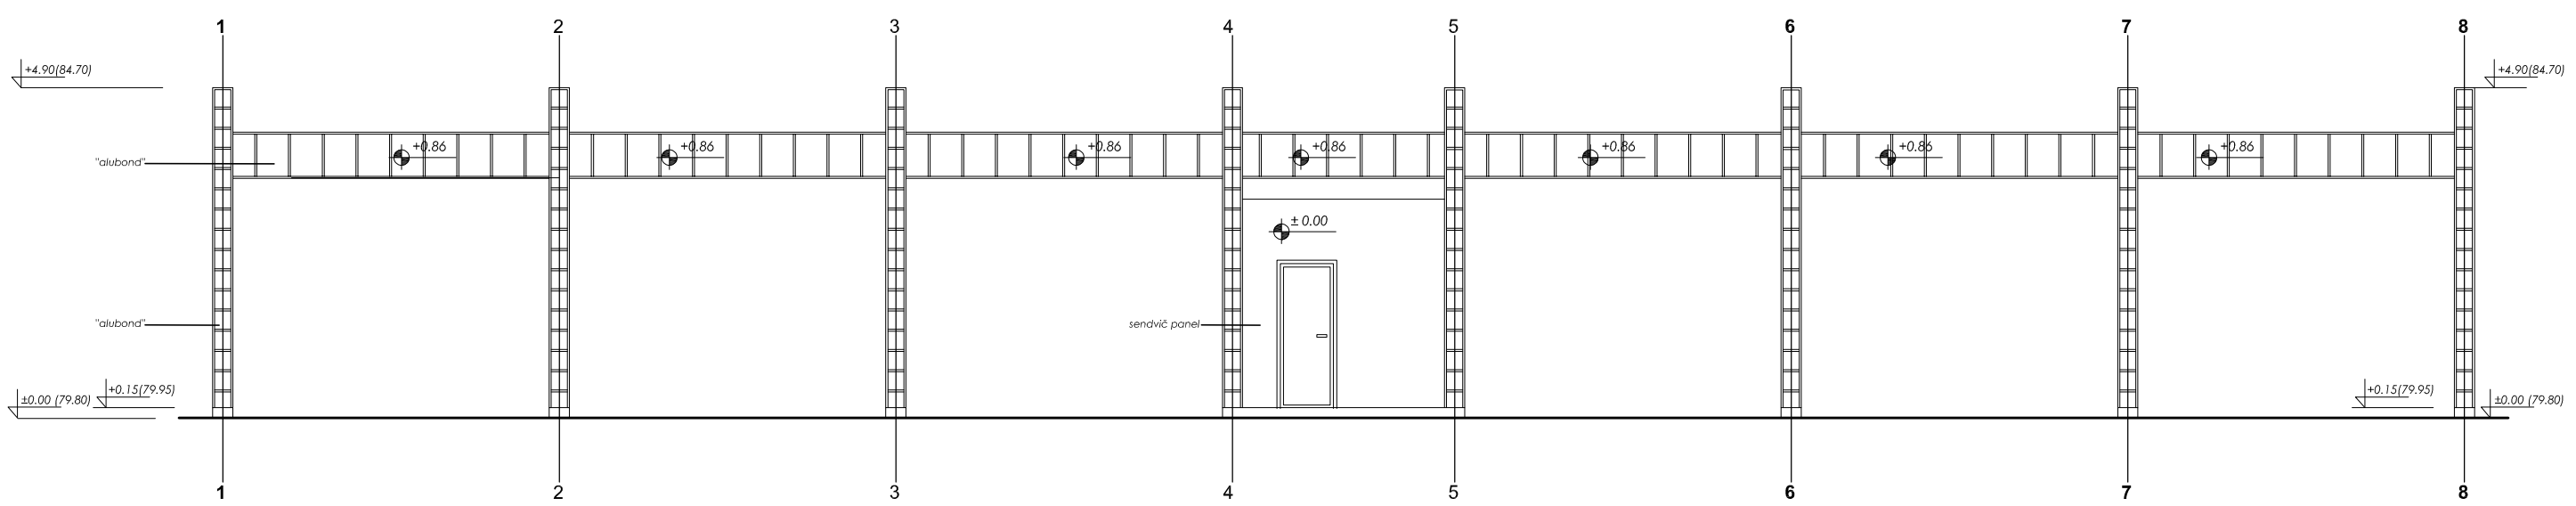 1 2 3 4 5 6 7 8
+4.90(84.70) +4.90(84.70)
+0.86 +0.86 +0.86 +0.86 +0.86 +0.86 +0.86
"alubond"
± 0.00
"alubond" sendvič panel
+0.15(79.95) +0.15(79.95)
±0.00 (79.80) ±0.00 (79.80)
1 2 3 4 5 6 7 8